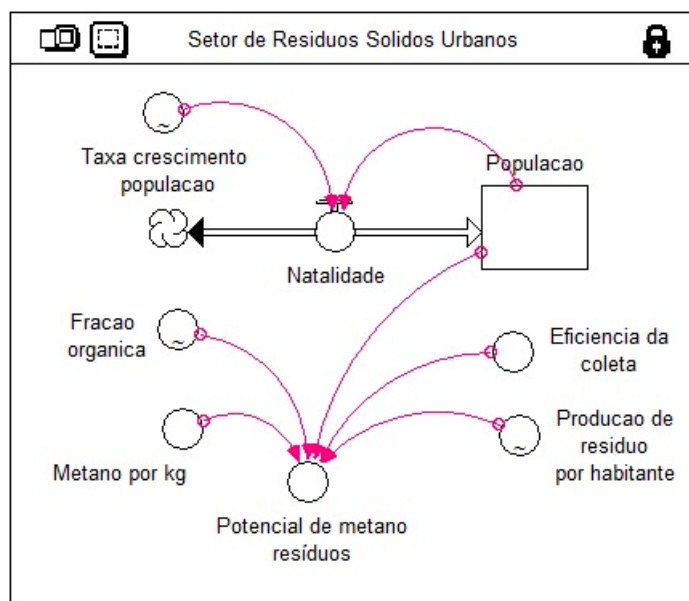 Setor de Residuos Solidos Urbanos
Taxa crescimento
populacao
Populacao
Natalidade
Fracao
organica
Eficiencia da
coleta
Metano por kg
Producao de
residuo
por habitante
Potencial de metano
resíduos